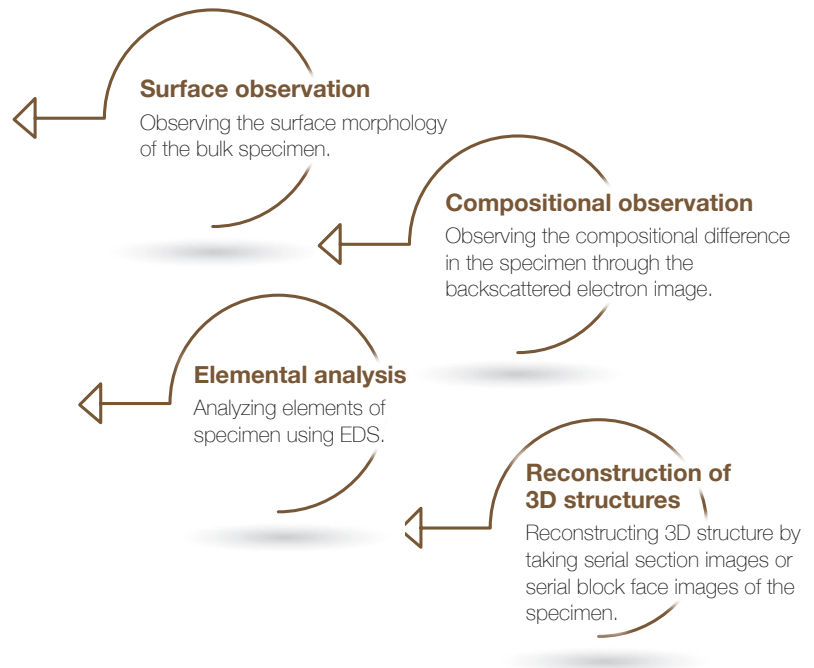 Surface observation
Observing the surface morphology
of the bulk specimen.
Compositional observation
Observing the compositional difference
in the specimen through the
backscattered electron image.
Elemental analysis
Analyzing elements of
specimen using EDS.
Reconstruction of
3D structures
Reconstructing 3D structure by
taking serial section images or
serial block face images of the
specimen.